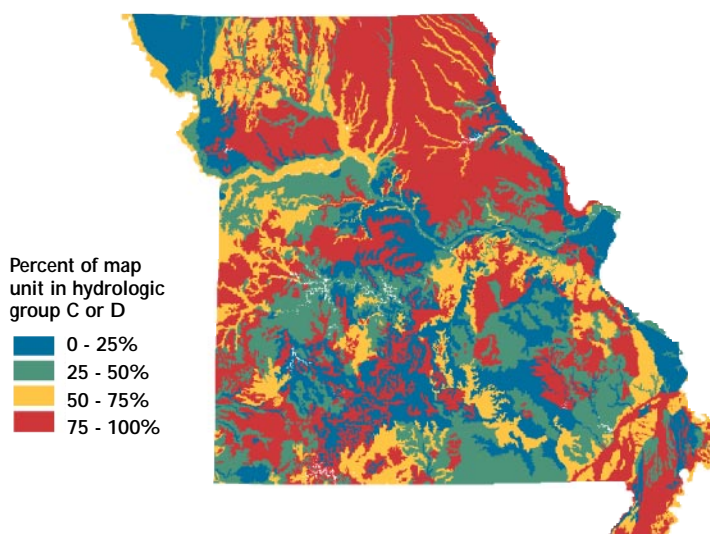 Percent of map
unit in hydrologic
group C or D
0 - 25%
25 - 50%
50 - 75%
75 - 100%